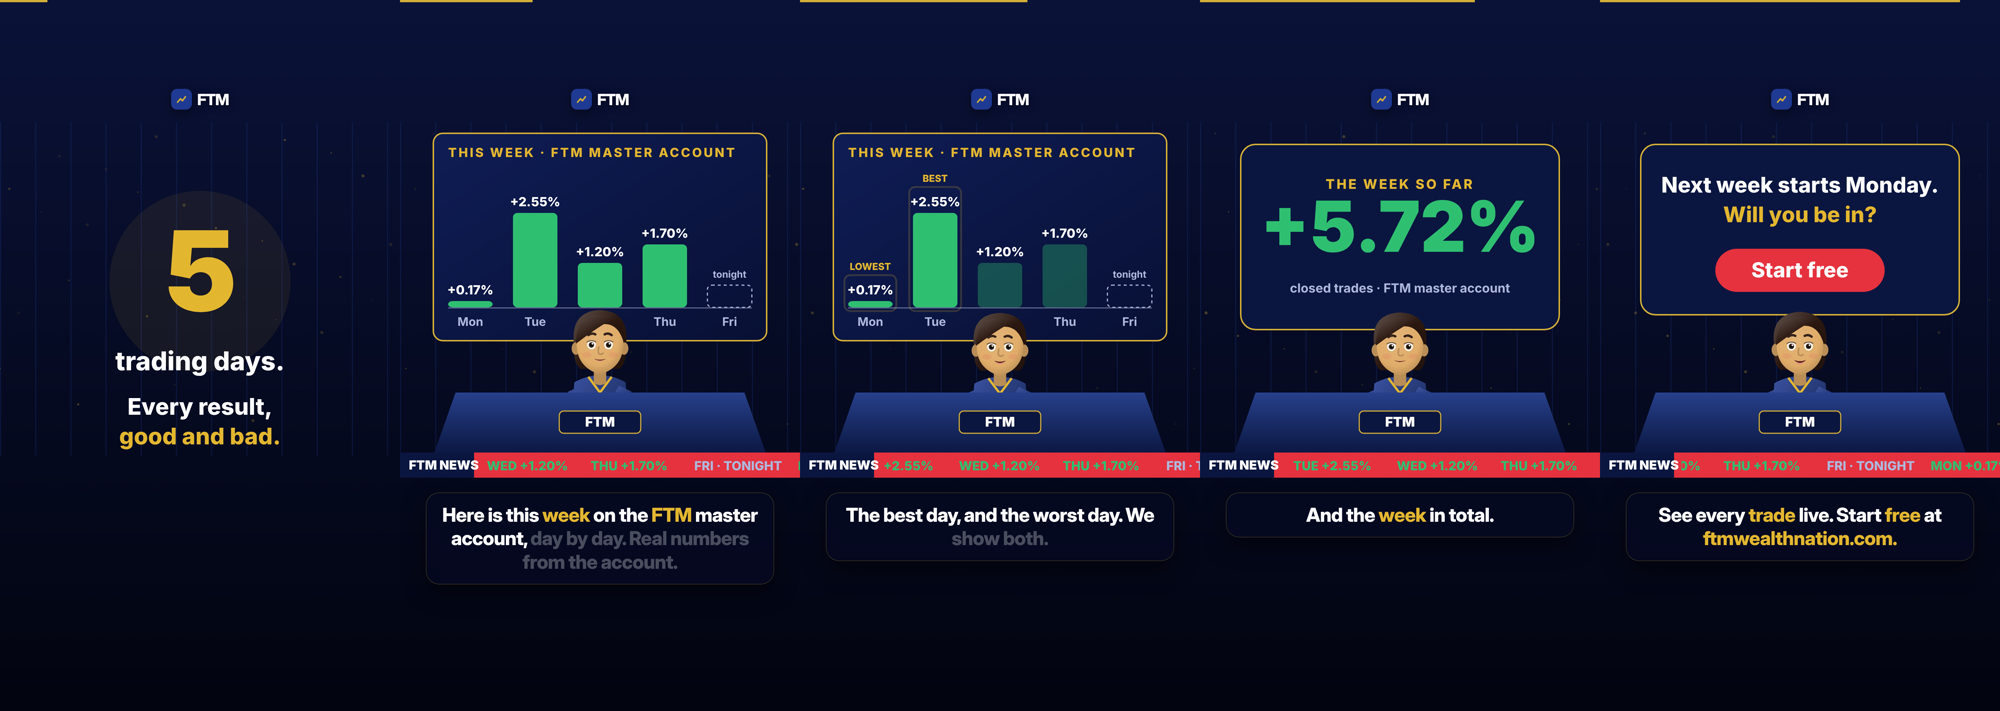 FTM
5
trading days.
Every result,
good and bad.
FTM
THIS WEEK · FTM MASTER ACCOUNT
+2.55%
+1.70%
+1.20%
tonight
+0.17%
Mon Tue Thu Fri
FTM
FTM NEWS WED +1.20% THU +1.70% FRI · TONIGHT
Here is this week on the FTM master
account, day by day. Real numbers
from the account.
FTM
THIS WEEK · FTM MASTER ACCOUNT
BEST
+2.55%
+1.70%
+1.20%
LOWEST
tonight
+0.17%
Mon Tue Thu Fri
FTM
FTM NEWS +2.55% WED +1.20% THU +1.70% FRI · T
The best day, and the worst day. We
show both.
FTM
THE WEEK SO FAR
+5.72%
closed trades · FTM master account
FTM
FTM NEWS TUE +2.55% WED +1.20% THU +1.70%
And the week in total.
FTM
Next week starts Monday.
Will you be in?
Start free
FTM
FTM NEWS 0% THU +1.70% FRI · TONIGHT MON +0.17
See every trade live. Start free at
ftmwealthnation.com.